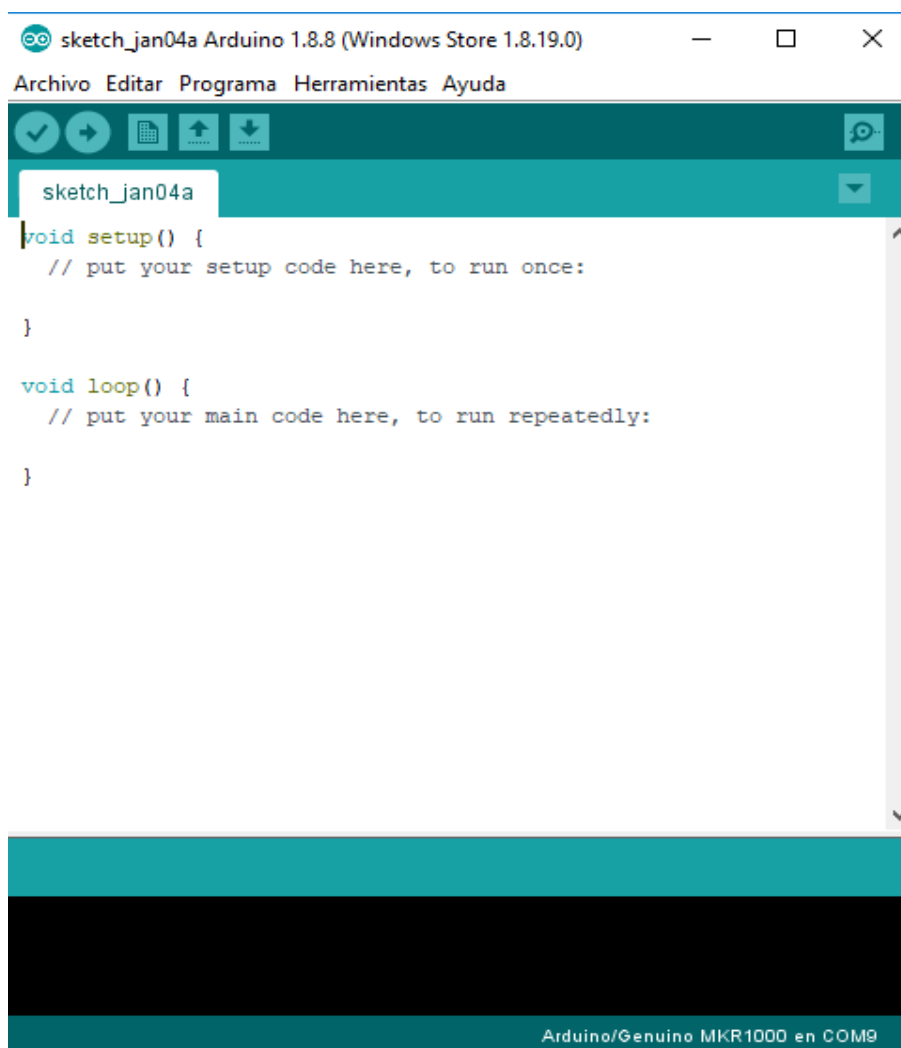 sketch_jan04a Arduino 1.8.8 (Windows Store 1.8.19.0)
Archivo Editar Programa Herramientas Ayuda
sketch_jan04a
void setup() {
  // put your setup code here, to run once:
}
void loop() {
  // put your main code here, to run repeatedly:
}
Arduino/Genuino MKR1000 en COM9